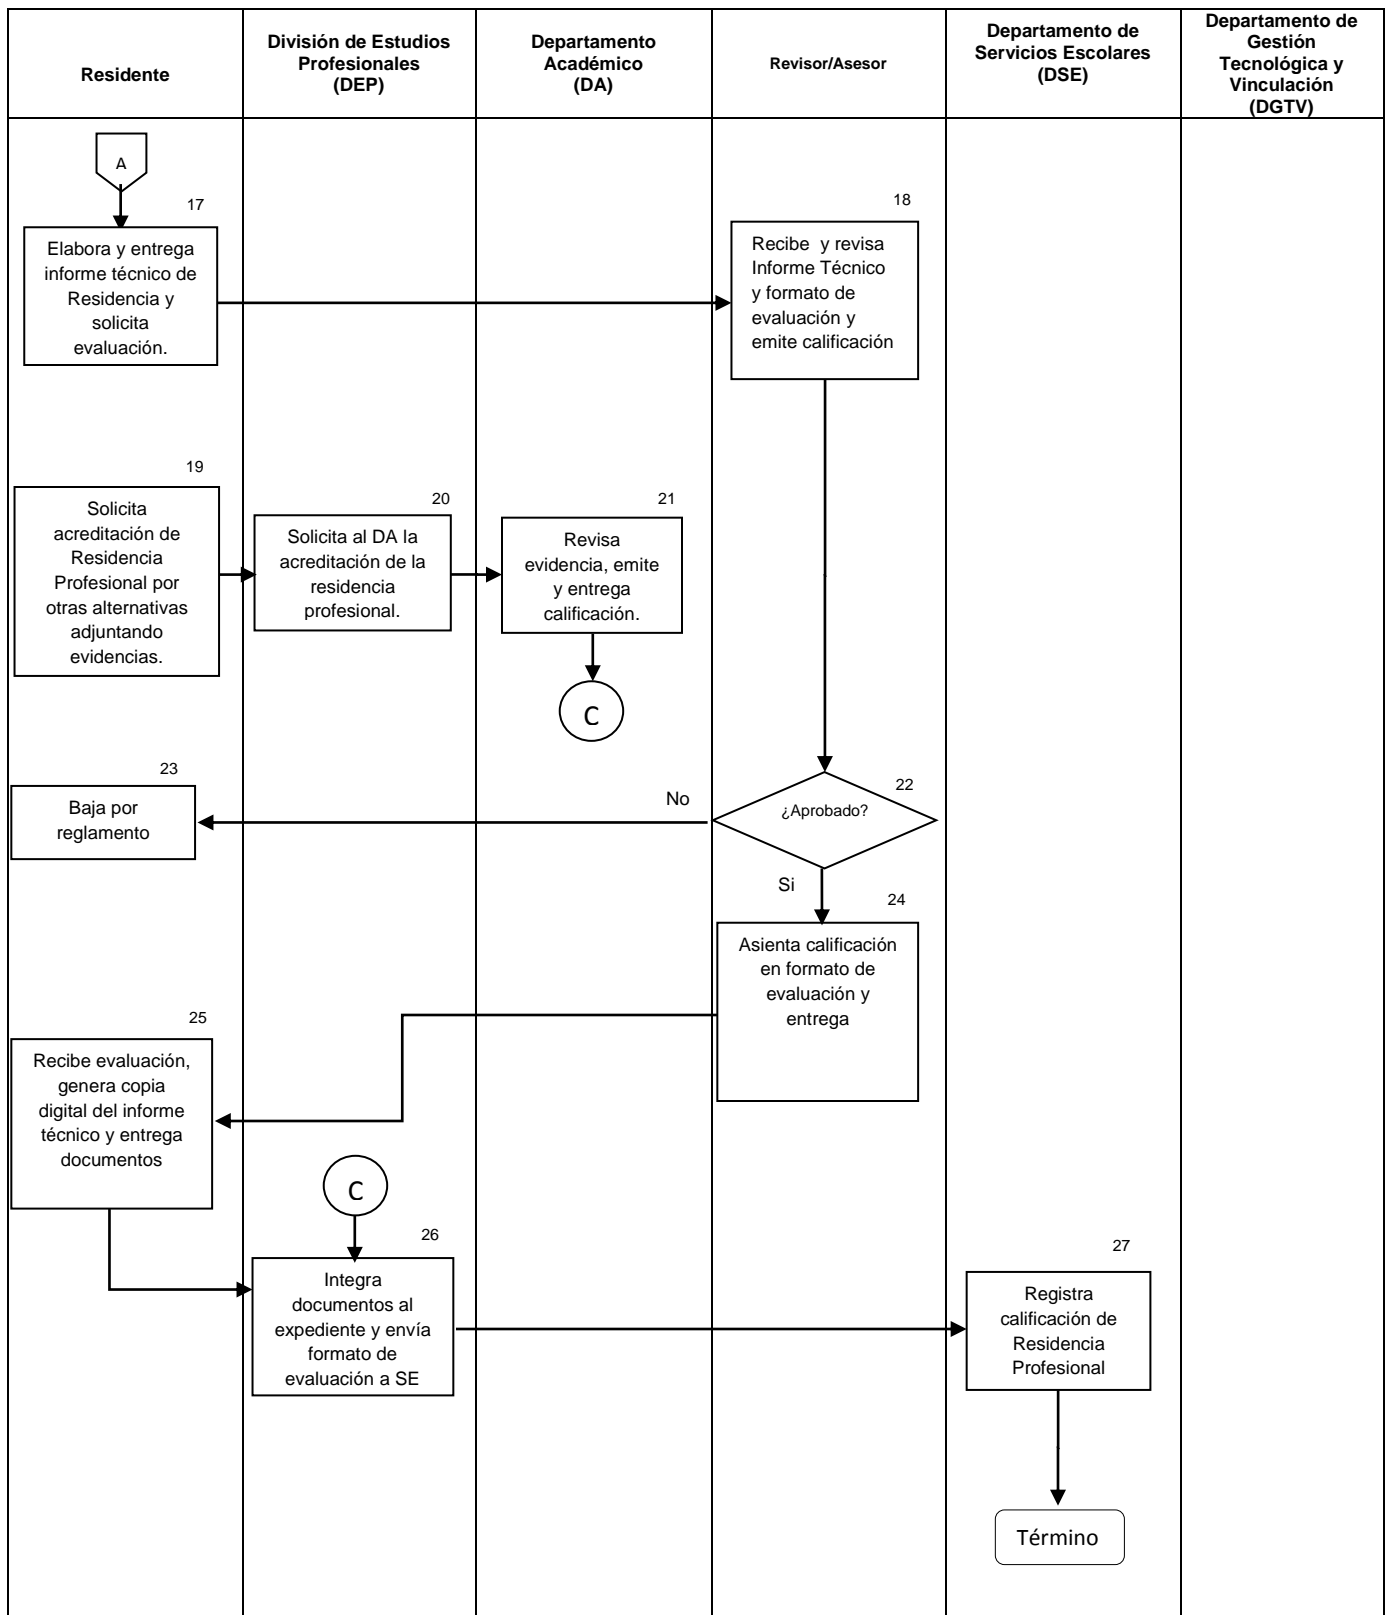 Residente
División de Estudios
Profesionales
(DEP)
Departamento
Académico
(DA)
Revisor/Asesor
Departamento de
Servicios Escolares
(DSE)
Departamento de
Gestión
Tecnológica y
Vinculación
(DGTV)
A
17
Elabora y entrega
informe técnico de
Residencia y
solicita
evaluación.
18
Recibe y revisa
Informe Técnico
y formato de
evaluación y
emite calificación
19
Solicita
acreditación de
Residencia
Profesional por
otras alternativas
adjuntando
evidencias.
20
Solicita al DA la
acreditación de la
residencia
profesional.
21
Revisa
evidencia, emite
y entrega
calificación.
C
22
¿Aprobado?
No
23
Baja por
reglamento
Si
24
Asienta calificación
en formato de
evaluación y
entrega
25
Recibe evaluación,
genera copia
digital del informe
técnico y entrega
documentos
C
26
Integra
documentos al
expediente y envía
formato de
evaluación a SE
27
Registra
calificación de
Residencia
Profesional
Término